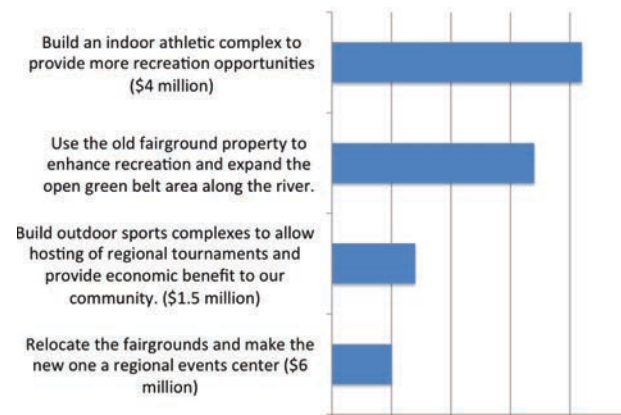 Build an indoor athletic complex to
provide more recreation opportunities
($4 million)
Use the old fairground property to
enhance recreation and expand the
open green belt area along the river.
Build outdoor sports complexes to allow
hosting of regional tournaments and
provide economic benefit to our
community. ($1.5 million)
Relocate the fairgrounds and make the
new one a regional events center ($6
million)